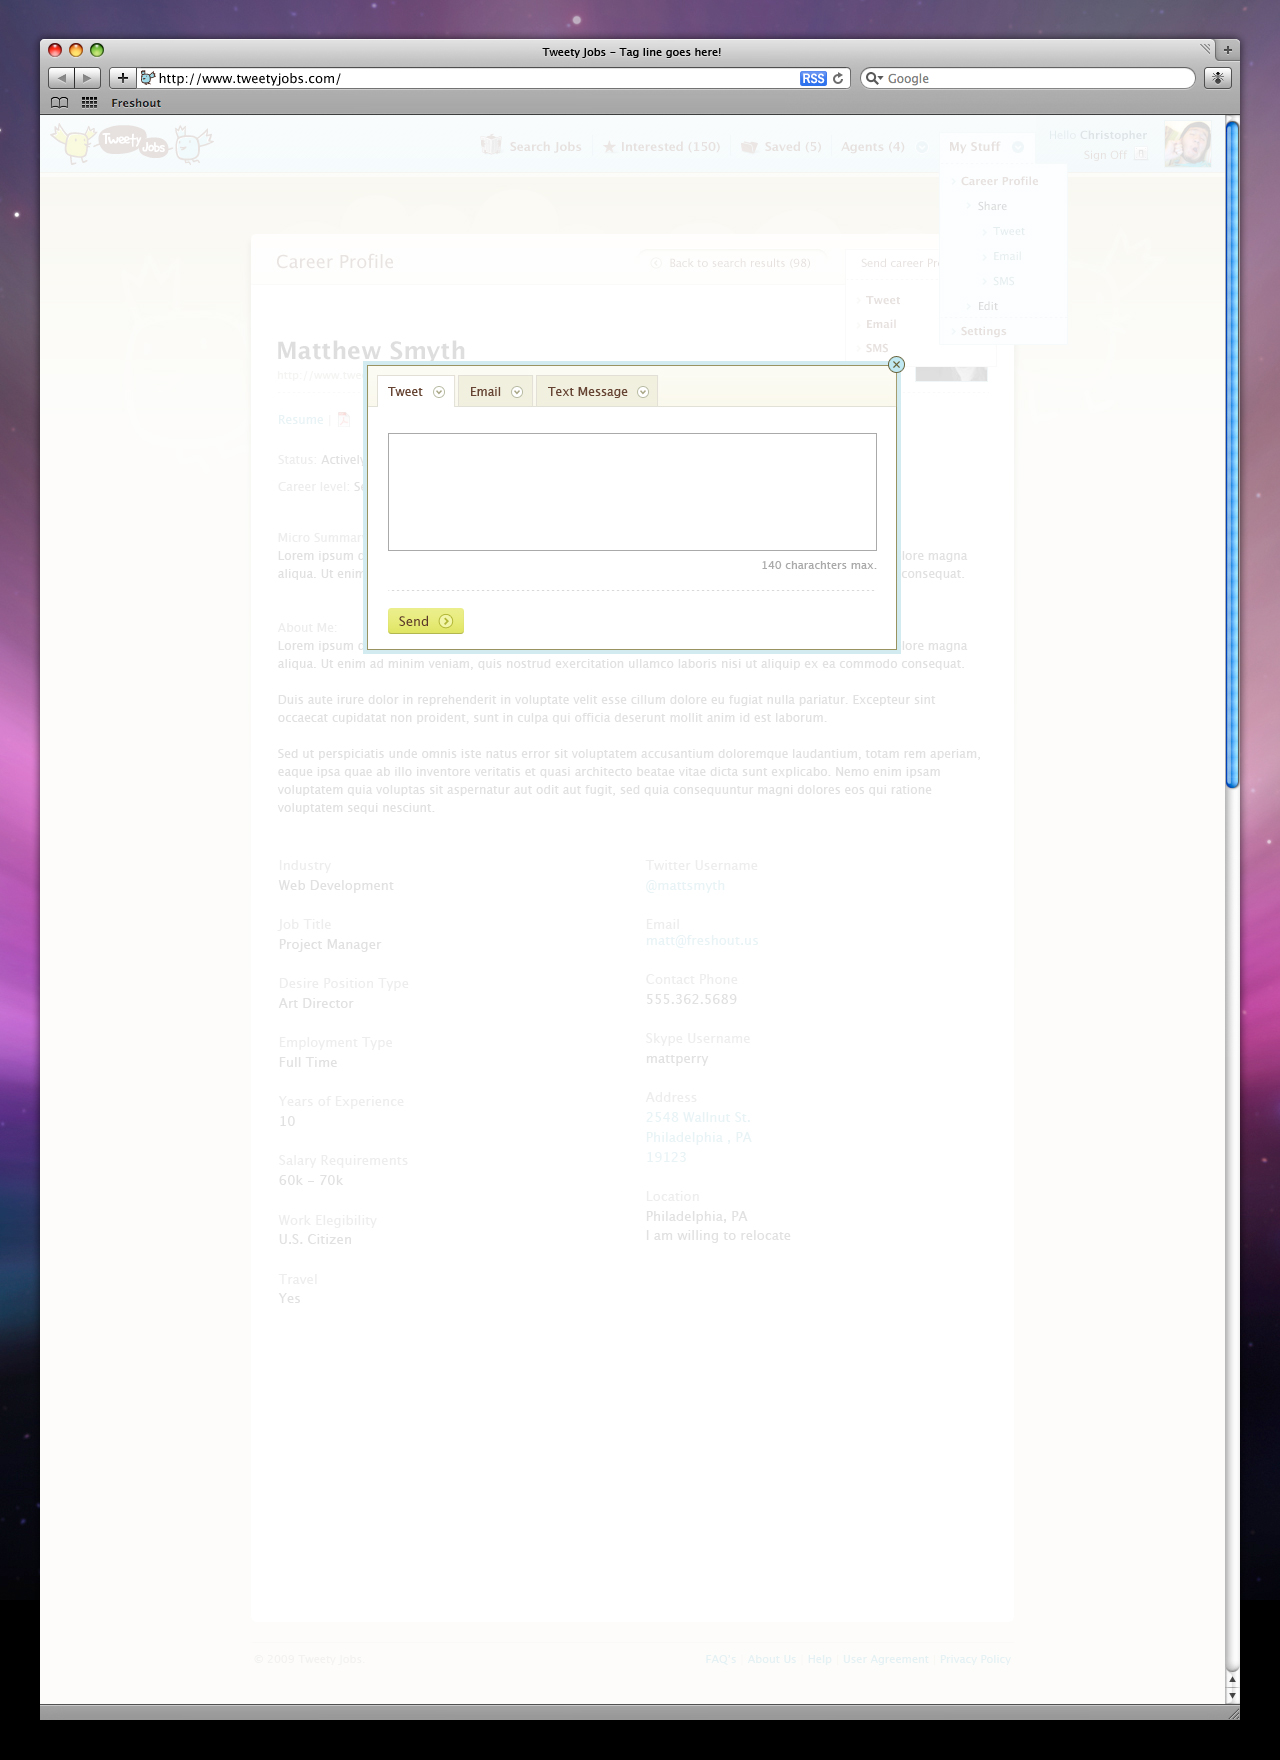 Tweety Jobs – Tag line goes here!
http://www.tweetyjobs.com/
RSS
Google
Freshout
Tweety Jobs
Search Jobs
Interested (150)
Saved (5)
Agents (4)
My Stuff
Hello Christopher
Sign Off
Career Profile
Share
Tweet
Email
SMS
Edit
Settings
Career Profile
Back to search results (98)
Send career Pr
Tweet
Email
SMS
Matthew Smyth
http://www.twe
Resume |
Status: Actively
Career level: S
Tweet
Email
Text Message
140 charachters max.
Send
Micro Summar
Lorem ipsum d lore magna
aliqua. Ut enim consequat.
About Me:
Lorem ipsum d lore magna
aliqua. Ut enim ad minim veniam, quis nostrud exercitation ullamco laboris nisi ut aliquip ex ea commodo consequat.
Duis aute irure dolor in reprehenderit in voluptate velit esse cillum dolore eu fugiat nulla pariatur. Excepteur sint
occaecat cupidatat non proident, sunt in culpa qui officia deserunt mollit anim id est laborum.
Sed ut perspiciatis unde omnis iste natus error sit voluptatem accusantium doloremque laudantium, totam rem aperiam,
eaque ipsa quae ab illo inventore veritatis et quasi architecto beatae vitae dicta sunt explicabo. Nemo enim ipsam
voluptatem quia voluptas sit aspernatur aut odit aut fugit, sed quia consequuntur magni dolores eos qui ratione
voluptatem sequi nesciunt.
Industry
Web Development
Job Title
Project Manager
Desire Position Type
Art Director
Employment Type
Full Time
Years of Experience
10
Salary Requirements
60k – 70k
Work Elegibility
U.S. Citizen
Travel
Yes
Twitter Username
@mattsmyth
Email
matt@freshout.us
Contact Phone
555.362.5689
Skype Username
mattperry
Address
2548 Wallnut St.
Philadelphia , PA
19123
Location
Philadelphia, PA
I am willing to relocate
© 2009 Tweety Jobs.
FAQ's
About Us
Help
User Agreement
Privacy Policy